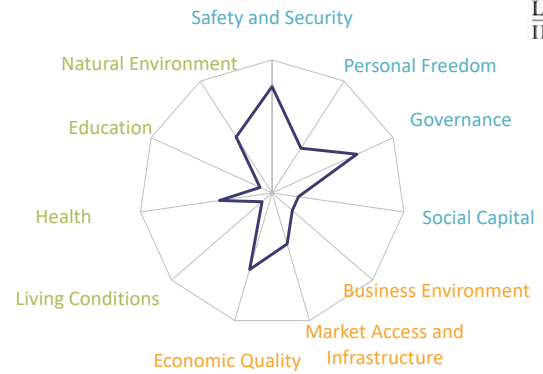 Safety and Security
Natural Environment
Personal Freedom
Education
Governance
Health
Social Capital
Living Conditions
Business Environment
Market Access and
Infrastructure
Economic Quality